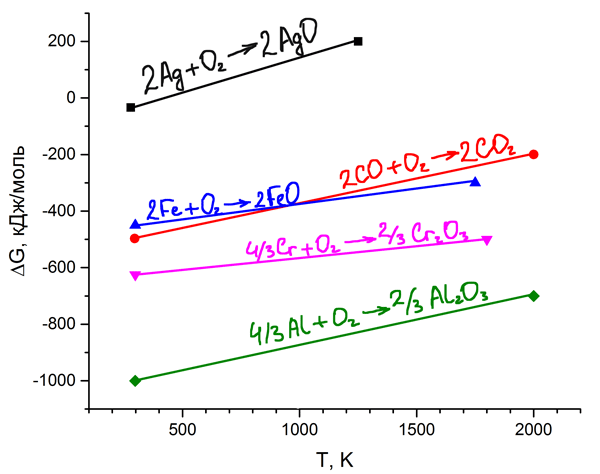 200
0
-200
-400
-600
-800
-1000
ΔG, кДж/моль
2Ag+O₂→2AgO
2CO+O₂→2CO₂
2Fe+O₂→2FeO
4/3Cr+O₂→2/3Cr₂O₃
4/3Al+O₂→2/3Al₂O₃
500
1000
1500
2000
T, K